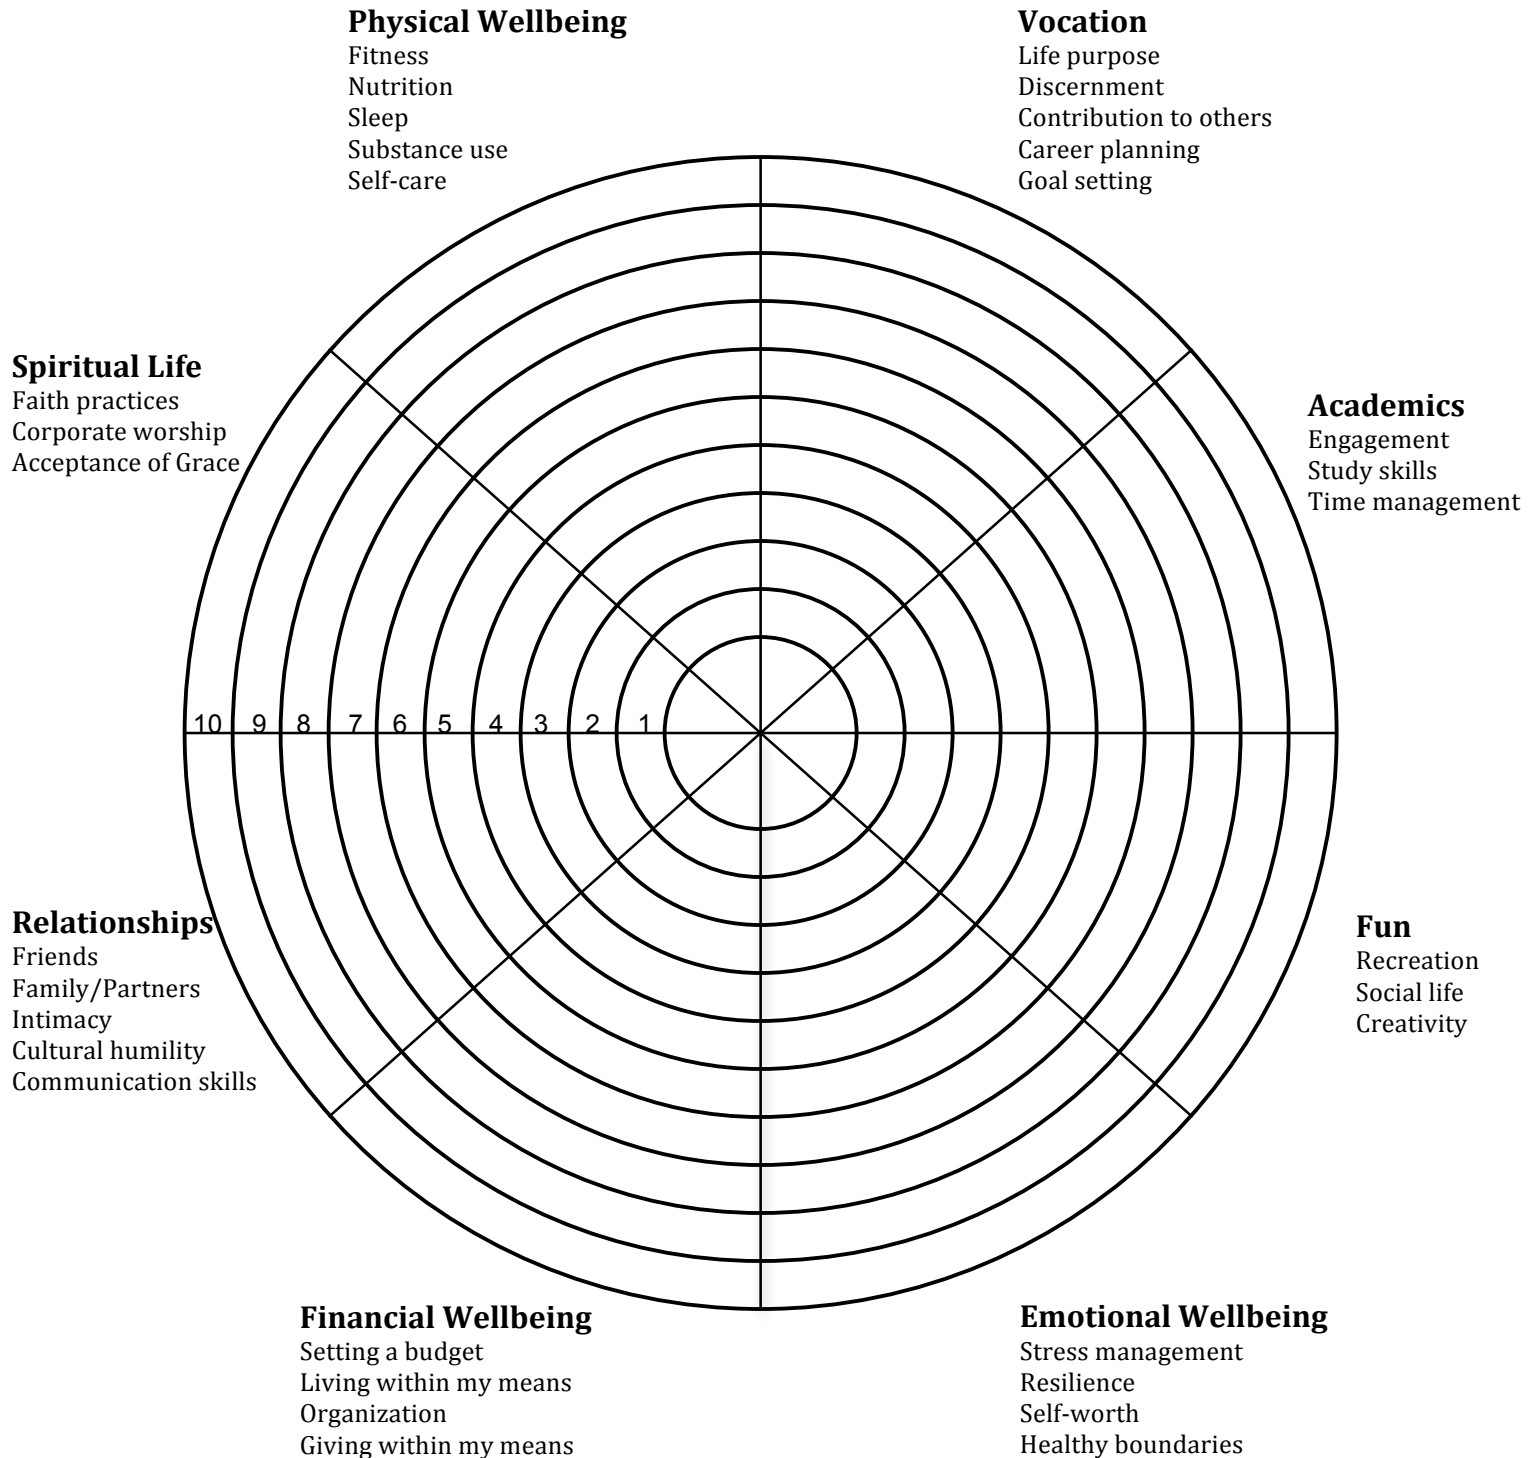 Physical Wellbeing
Fitness
Nutrition
Sleep
Substance use
Self-care
Vocation
Life purpose
Discernment
Contribution to others
Career planning
Goal setting
Spiritual Life
Faith practices
Corporate worship
Acceptance of Grace
Academics
Engagement
Study skills
Time management
10 9 8 7 6 5 4 3 2 1
Relationships
Friends
Family/Partners
Intimacy
Cultural humility
Communication skills
Fun
Recreation
Social life
Creativity
Financial Wellbeing
Setting a budget
Living within my means
Organization
Giving within my means
Emotional Wellbeing
Stress management
Resilience
Self-worth
Healthy boundaries